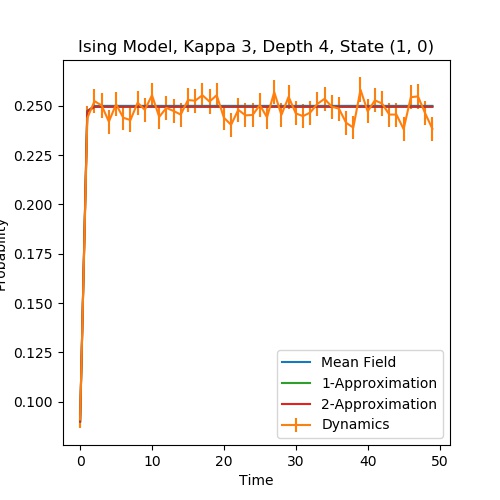 Ising Model, Kappa 3, Depth 4, State (1, 0)
0.250
0.225
0.200
0.175
0.150
0.125
0.100
Probability
Mean Field
1-Approximation
2-Approximation
Dynamics
0 10 20 30 40 50
Time